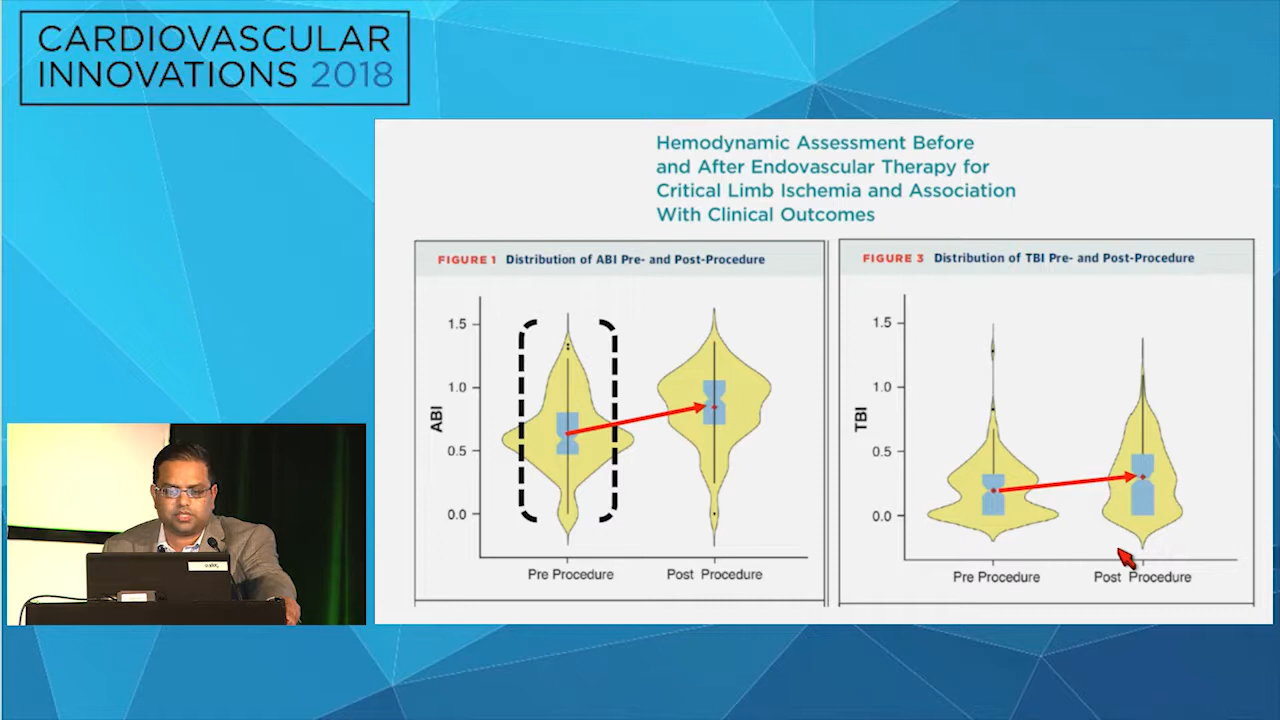 CARDIOVASCULAR
INNOVATIONS 2018
Hemodynamic Assessment Before
and After Endovascular Therapy for
Critical Limb Ischemia and Association
With Clinical Outcomes
FIGURE 1 Distribution of ABI Pre- and Post-Procedure
1.5
1.0
0.5
0.0
ABI
Pre Procedure
Post Procedure
FIGURE 3 Distribution of TBI Pre- and Post-Procedure
1.5
1.0
0.5
0.0
TBI
Pre Procedure
Post Procedure